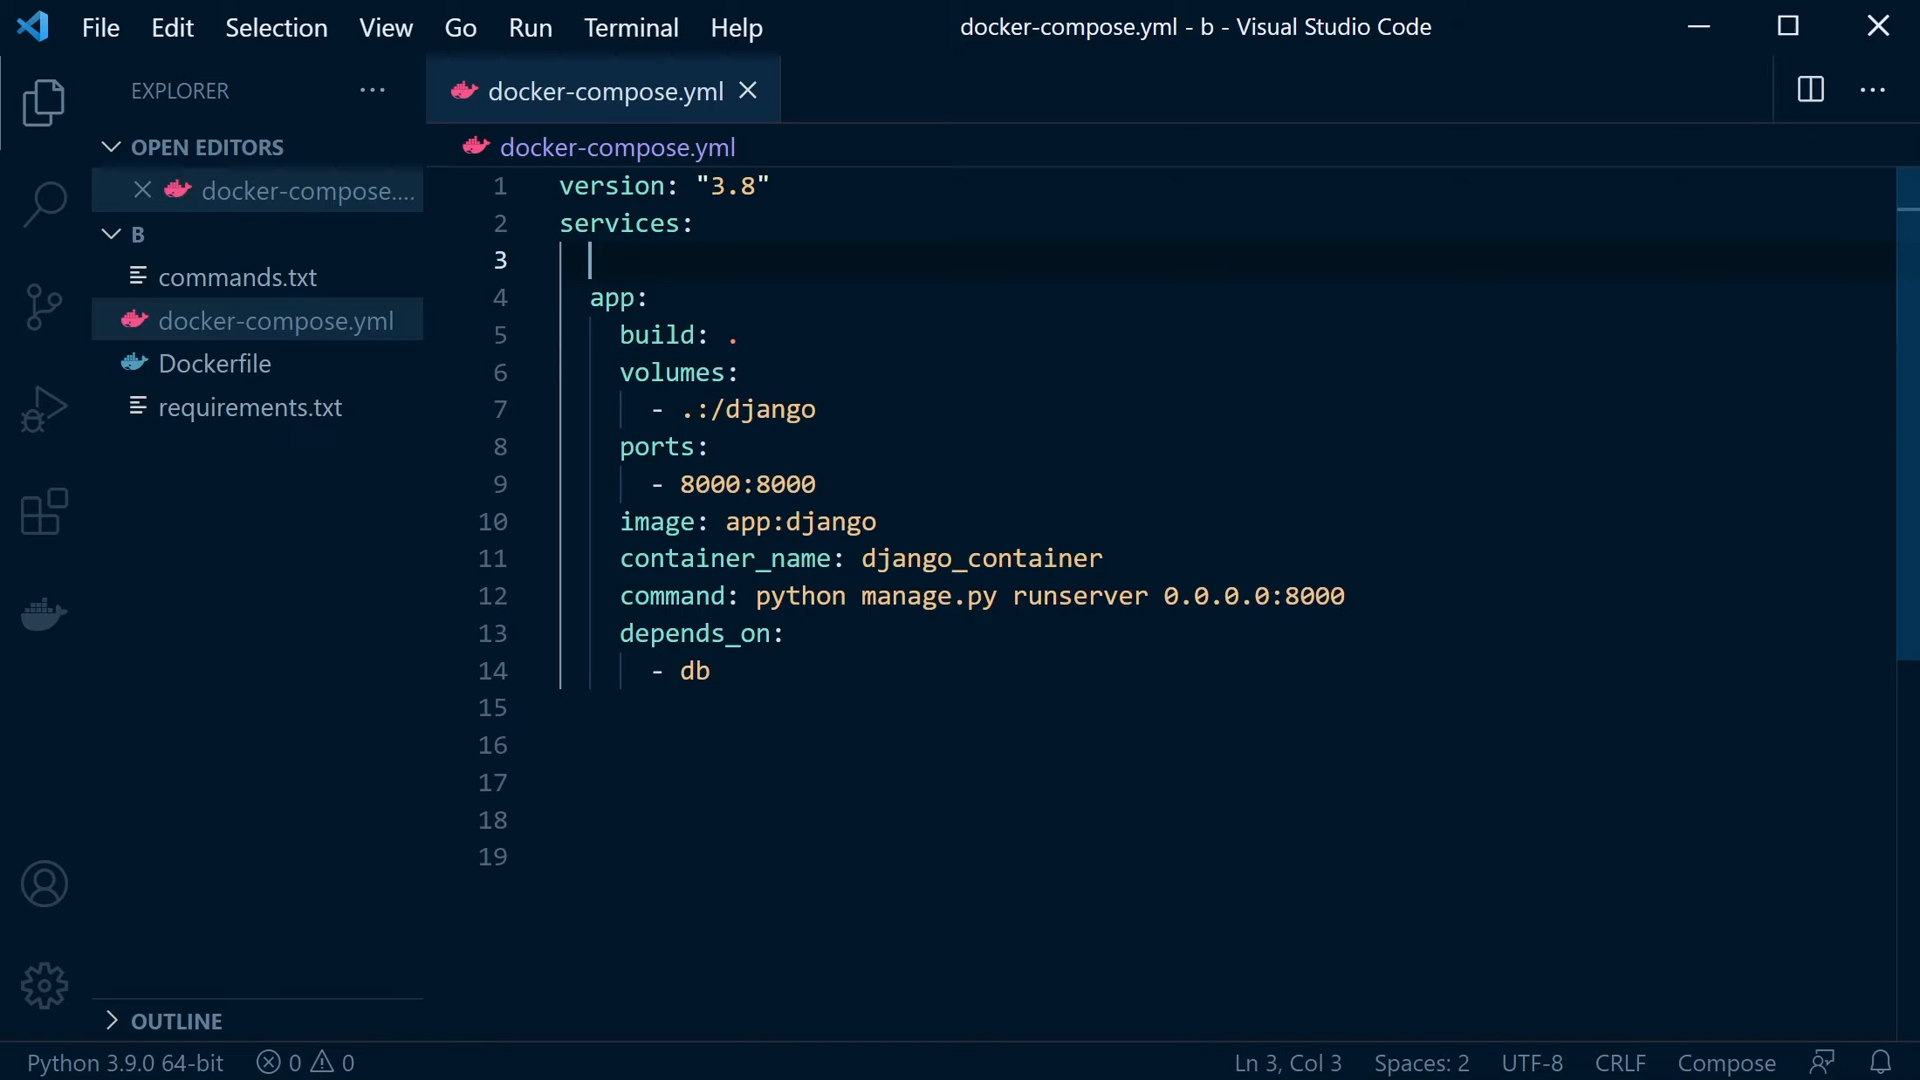 File Edit Selection View Go Run Terminal Help docker-compose.yml - b - Visual Studio Code
EXPLORER ...
docker-compose.yml
OPEN EDITORS
docker-compose....
B
commands.txt
docker-compose.yml
Dockerfile
requirements.txt
OUTLINE
docker-compose.yml
1 version: "3.8"
2 services:
3
4 app:
5 build: .
6 volumes:
7 - .:/django
8 ports:
9 - 8000:8000
10 image: app:django
11 container_name: django_container
12 command: python manage.py runserver 0.0.0.0:8000
13 depends_on:
14 - db
15
16
17
18
19
Python 3.9.0 64-bit 0 0 Ln 3, Col 3 Spaces: 2 UTF-8 CRLF Compose